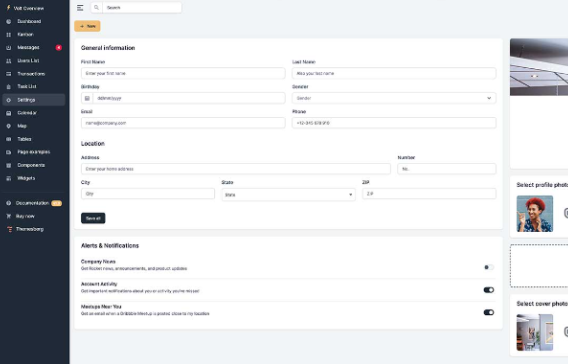 Volt Overview
Dashboard
Kanban
Messages
Users List
Transactions
Task List
Settings
Calendar
Map
Tables
Page examples
Components
Widgets
Documentation
Buy now
Themesberg
Search
+ New
General information
First Name
Last Name
Enter your first name
Also your last name
Birthday
Gender
dd/mm/yyyy
Gender
Email
Phone
name@company.com
+12-345 678 910
Location
Address
Number
Enter your home address
No.
City
State
ZIP
City
State
ZIP
Save all
Alerts & Notifications
Company News
Get Rocket news, announcements, and product updates
Account Activity
Get important notifications about you or activity you've missed
Meetups Near You
Get an email when a Dribbble Meetup is posted close to my location
Select profile photo
Select cover photo